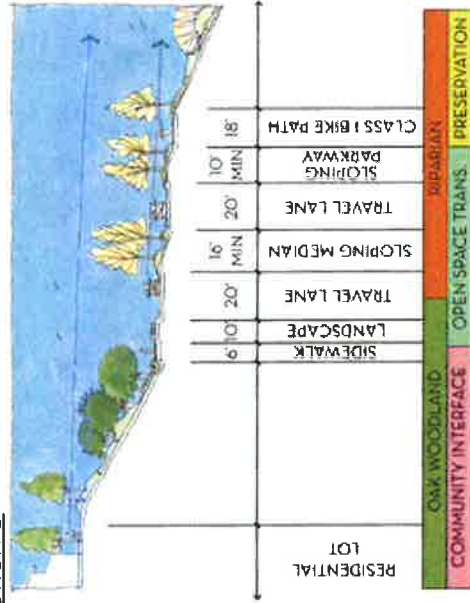 RESIDENTIAL
LOT
6'
SIDEWALK
10'
LANDSCAPE
20'
TRAVEL LANE
16'
MIN
SLOPING MEDIAN
20'
TRAVEL LANE
10'
MIN
SLOPING
PARKWAY
18'
CLASS I BIKE PATH
OAK WOODLAND
RIPARIAN
COMMUNITY INTERFACE
OPEN SPACE TRANS.
PRESERVATION